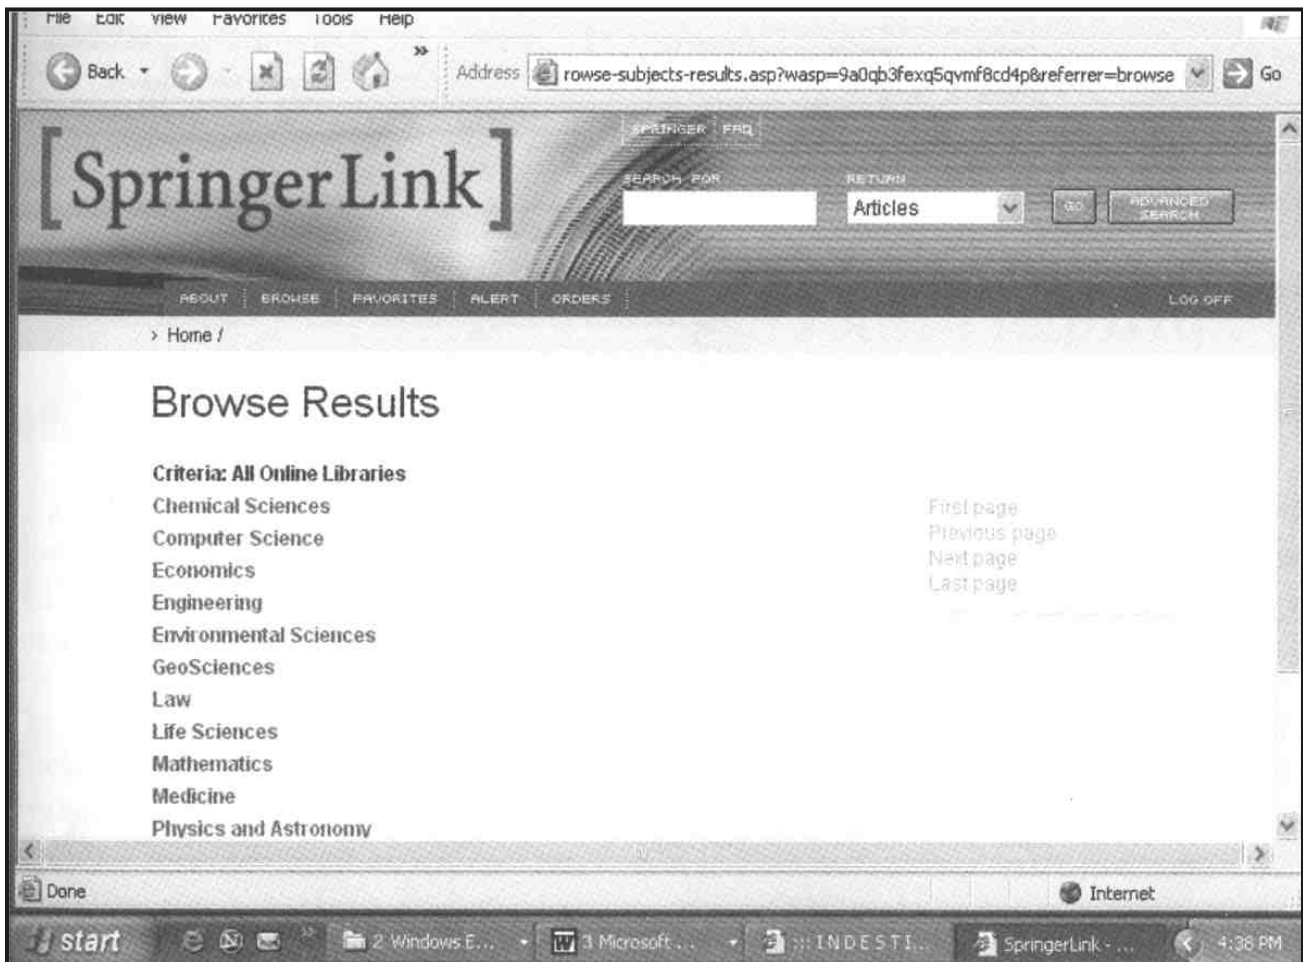 File Edit View Favorites Tools Help
Back » Address rowse-subjects-results.asp?wasp=9a0qb3fexq5qvmf8cd4p&referrer=browse Go
SPRINGER FAQ
[SpringerLink]
SEARCH FOR RETURN
Articles GO ADVANCED SEARCH
ABOUT BROWSE FAVORITES ALERT ORDERS LOG OFF
> Home /
Browse Results
Criteria: All Online Libraries
Chemical Sciences
First page
Computer Science
Previous page
Economics
Next page
Engineering
Last page
Environmental Sciences
GeoSciences
Law
Life Sciences
Mathematics
Medicine
Physics and Astronomy
Done Internet
start » 2 Windows E... W 3 Microsoft ... ::: I N D E S T I... SpringerLink - ... 4:38 PM